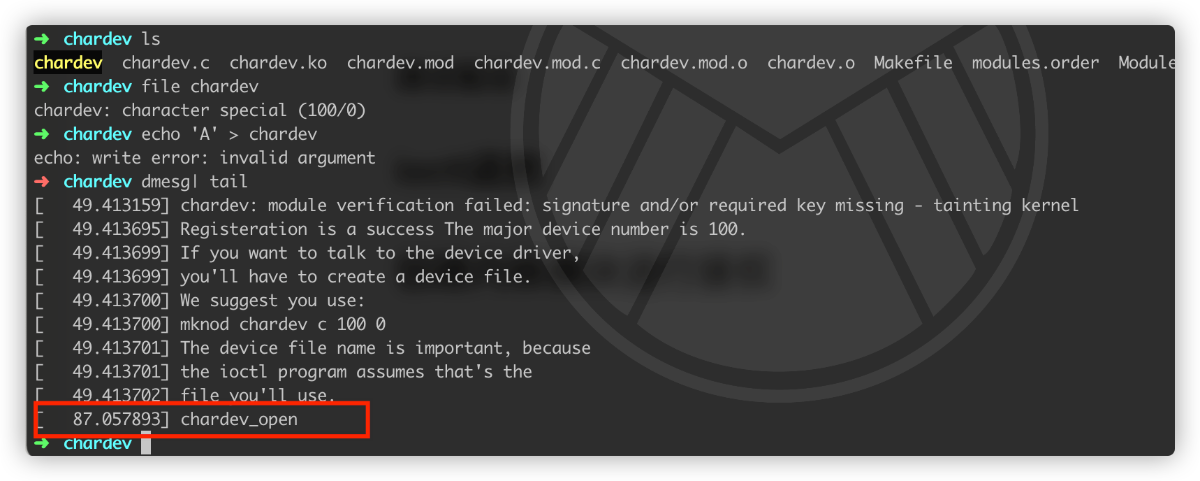 ➜ chardev ls
chardev chardev.c chardev.ko chardev.mod chardev.mod.c chardev.mod.o chardev.o Makefile modules.order Module
➜ chardev file chardev
chardev: character special (100/0)
➜ chardev echo 'A' > chardev
echo: write error: invalid argument
➜ chardev dmesg| tail
[   49.413159] chardev: module verification failed: signature and/or required key missing - tainting kernel
[   49.413695] Registeration is a success The major device number is 100.
[   49.413699] If you want to talk to the device driver,
[   49.413699] you'll have to create a device file.
[   49.413700] We suggest you use:
[   49.413700] mknod chardev c 100 0
[   49.413701] The device file name is important, because
[   49.413701] the ioctl program assumes that's the
[   49.413702] file you'll use.
[   87.057893] chardev_open
➜ chardev